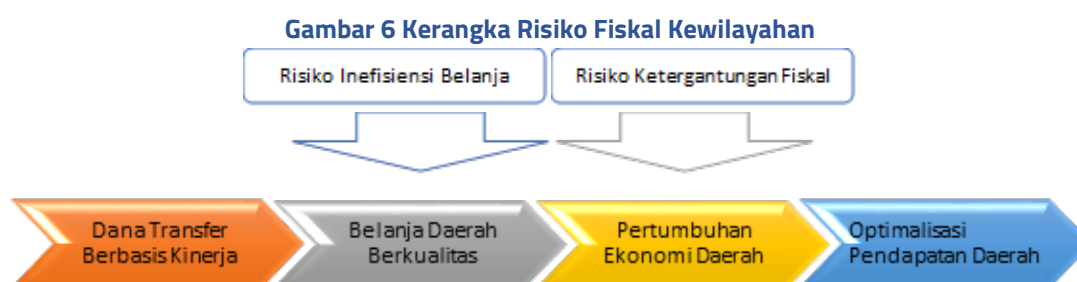 Gambar 6 Kerangka Risiko Fiskal Kewilayahan
Risiko Inefisiensi Belanja
Risiko Ketergantungan Fiskal
Dana Transfer
Berbasis Kinerja
Belanja Daerah
Berkualitas
Pertumbuhan
Ekonomi Daerah
Optimalisasi
Pendapatan Daerah